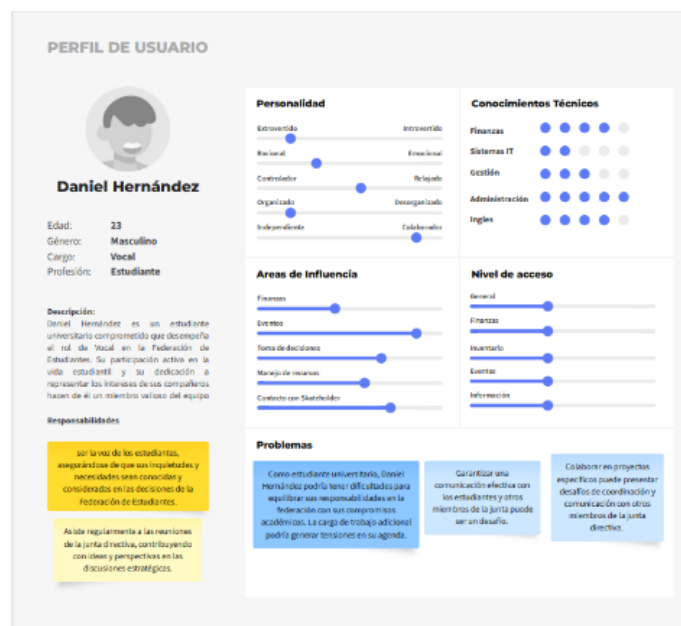 PERFIL DE USUARIO
Daniel Hernández
Edad: 23
Género: Masculino
Cargo: Vocal
Profesión: Estudiante
Descripción:
Daniel Hernández es un estudiante
universitario comprometido que desempeña
el rol de Vocal en la Federación de
Estudiantes. Su participación activa en la
vida estudiantil y su dedicación a
representar los intereses de sus compañeros
hacen de él un miembro valioso del equipo
Responsabilidades
ser la voz de los estudiantes,
asegurándose de que sus inquietudes y
necesidades sean conocidas y
consideradas en las decisiones de la
Federación de Estudiantes.
Asiste regularmente a las reuniones
de la junta directiva, contribuyendo
con ideas y perspectivas en las
discusiones estratégicas.
Personalidad
Extrovertido Introvertido
Racional Emocional
Controlador Relajado
Organizado Desorganizado
Independiente Colaborador
Conocimientos Técnicos
Finanzas
Sistemas IT
Gestión
Administración
Ingles
Areas de Influencia
Finanzas
Eventos
Toma de decisiones
Manejo de recursos
Contacto con Skateholder
Nivel de acceso
General
Finanzas
Inventario
Eventos
Información
Problemas
Como estudiante universitario, Daniel
Hernández podría tener dificultades para
equilibrar sus responsabilidades en la
federación con sus compromisos
académicos. La carga de trabajo adicional
podría generar tensiones en su agenda.
Garantizar una
comunicación efectiva con
los estudiantes y otros
miembros de la junta puede
ser un desafío.
Colaborar en proyectos
específicos puede presentar
desafíos de coordinación y
comunicación con otros
miembros de la junta
directiva.